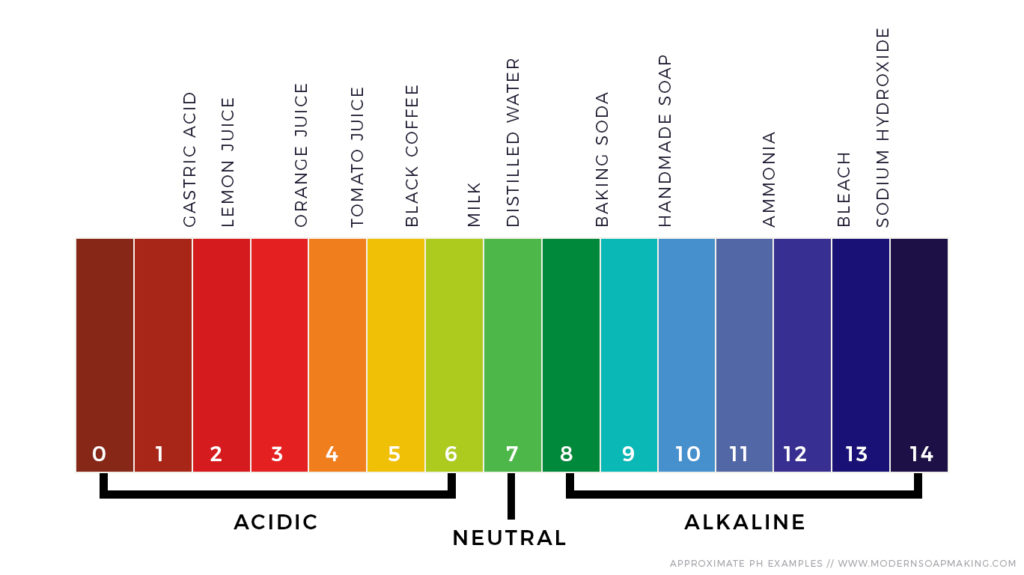 GASTRIC ACID
LEMON JUICE
ORANGE JUICE
TOMATO JUICE
BLACK COFFEE
MILK
DISTILLED WATER
BAKING SODA
HANDMADE SOAP
AMMONIA
BLEACH
SODIUM HYDROXIDE
0 1 2 3 4 5 6 7 8 9 10 11 12 13 14
ACIDIC
NEUTRAL
ALKALINE
APPROXIMATE PH EXAMPLES // WWW.MODERNSOAPMAKING.COM